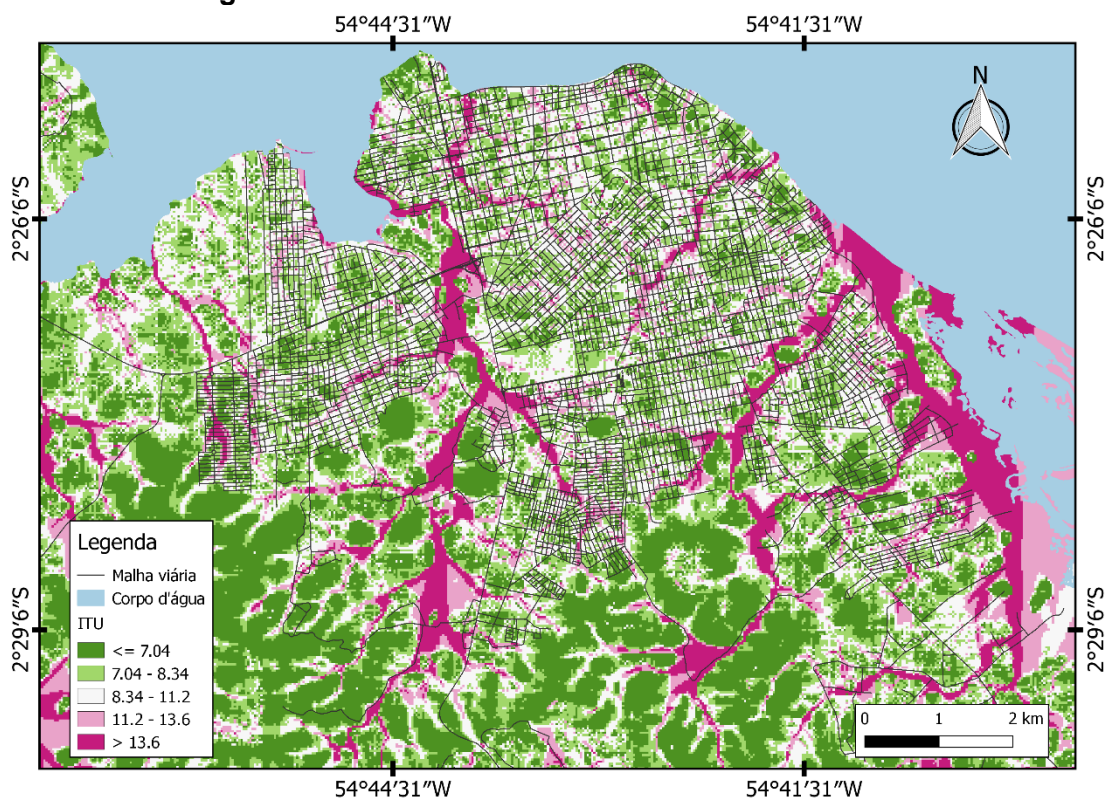 54°44′31″W 54°41′31″W
N
2°26′6″S 2°26′6″S
Legenda
Malha viária
Corpo d'água
ITU
<= 7.04
7.04 - 8.34
8.34 - 11.2
11.2 - 13.6
> 13.6
2°29′6″S 2°29′6″S
0 1 2 km
54°44′31″W 54°41′31″W